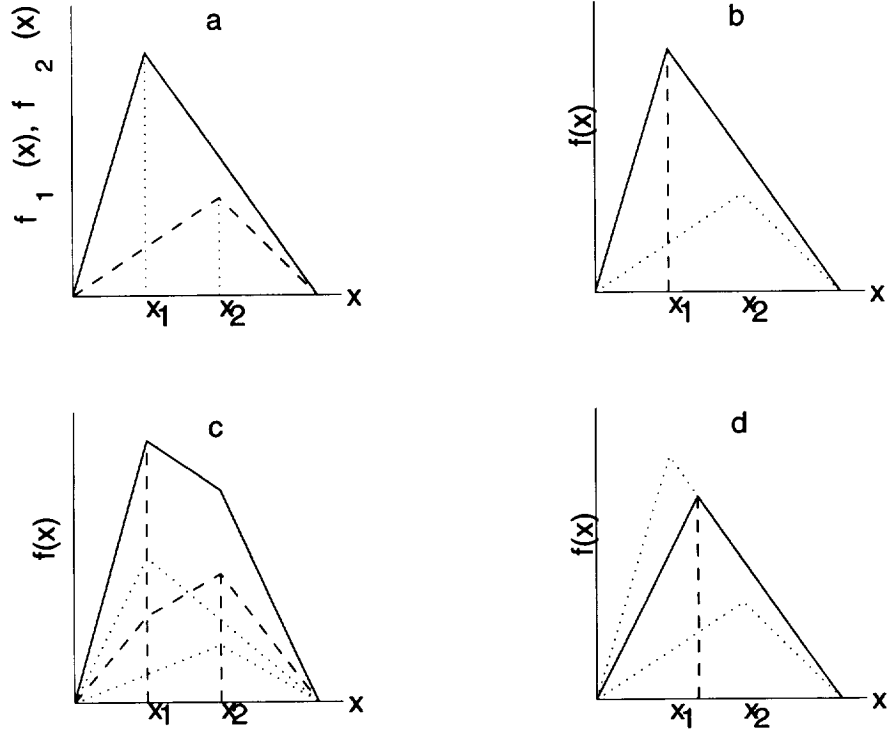 a
f₁(x), f₂(x)
x₁ x₂ x
b
f(x)
x₁ x₂ x
c
f(x)
x₁ x₂ x
d
f(x)
x₁ x₂ x